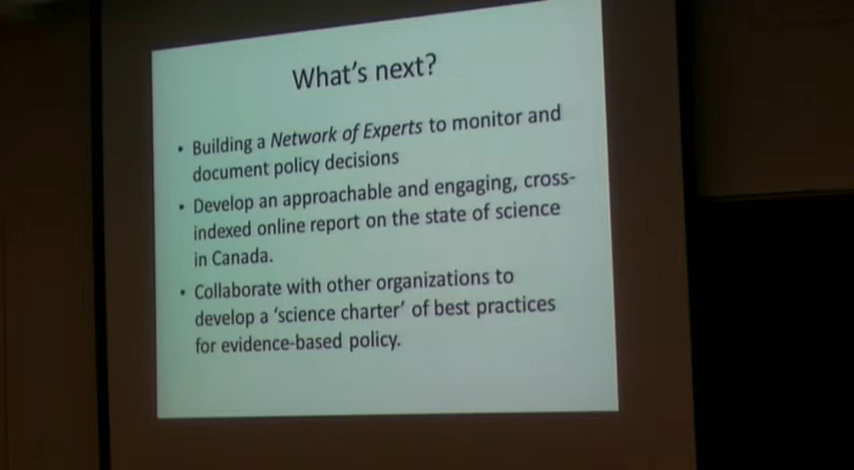 What's next?
• Building a Network of Experts to monitor and
document policy decisions
• Develop an approachable and engaging, cross-
indexed online report on the state of science
in Canada.
• Collaborate with other organizations to
develop a 'science charter' of best practices
for evidence-based policy.